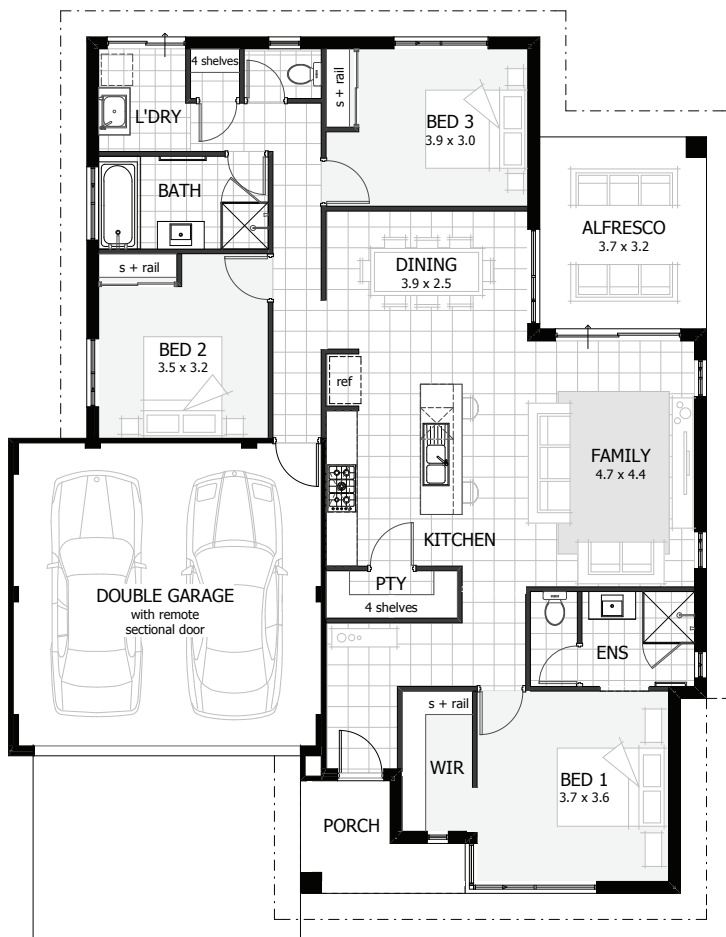 4 shelves
L'DRY
s + rail
BED 3
3.9 x 3.0
BATH
ALFRESCO
3.7 x 3.2
s + rail
DINING
3.9 x 2.5
BED 2
3.5 x 3.2
ref
FAMILY
4.7 x 4.4
KITCHEN
PTY
4 shelves
DOUBLE GARAGE
with remote
sectional door
ENS
s + rail
WIR
BED 1
3.7 x 3.6
PORCH